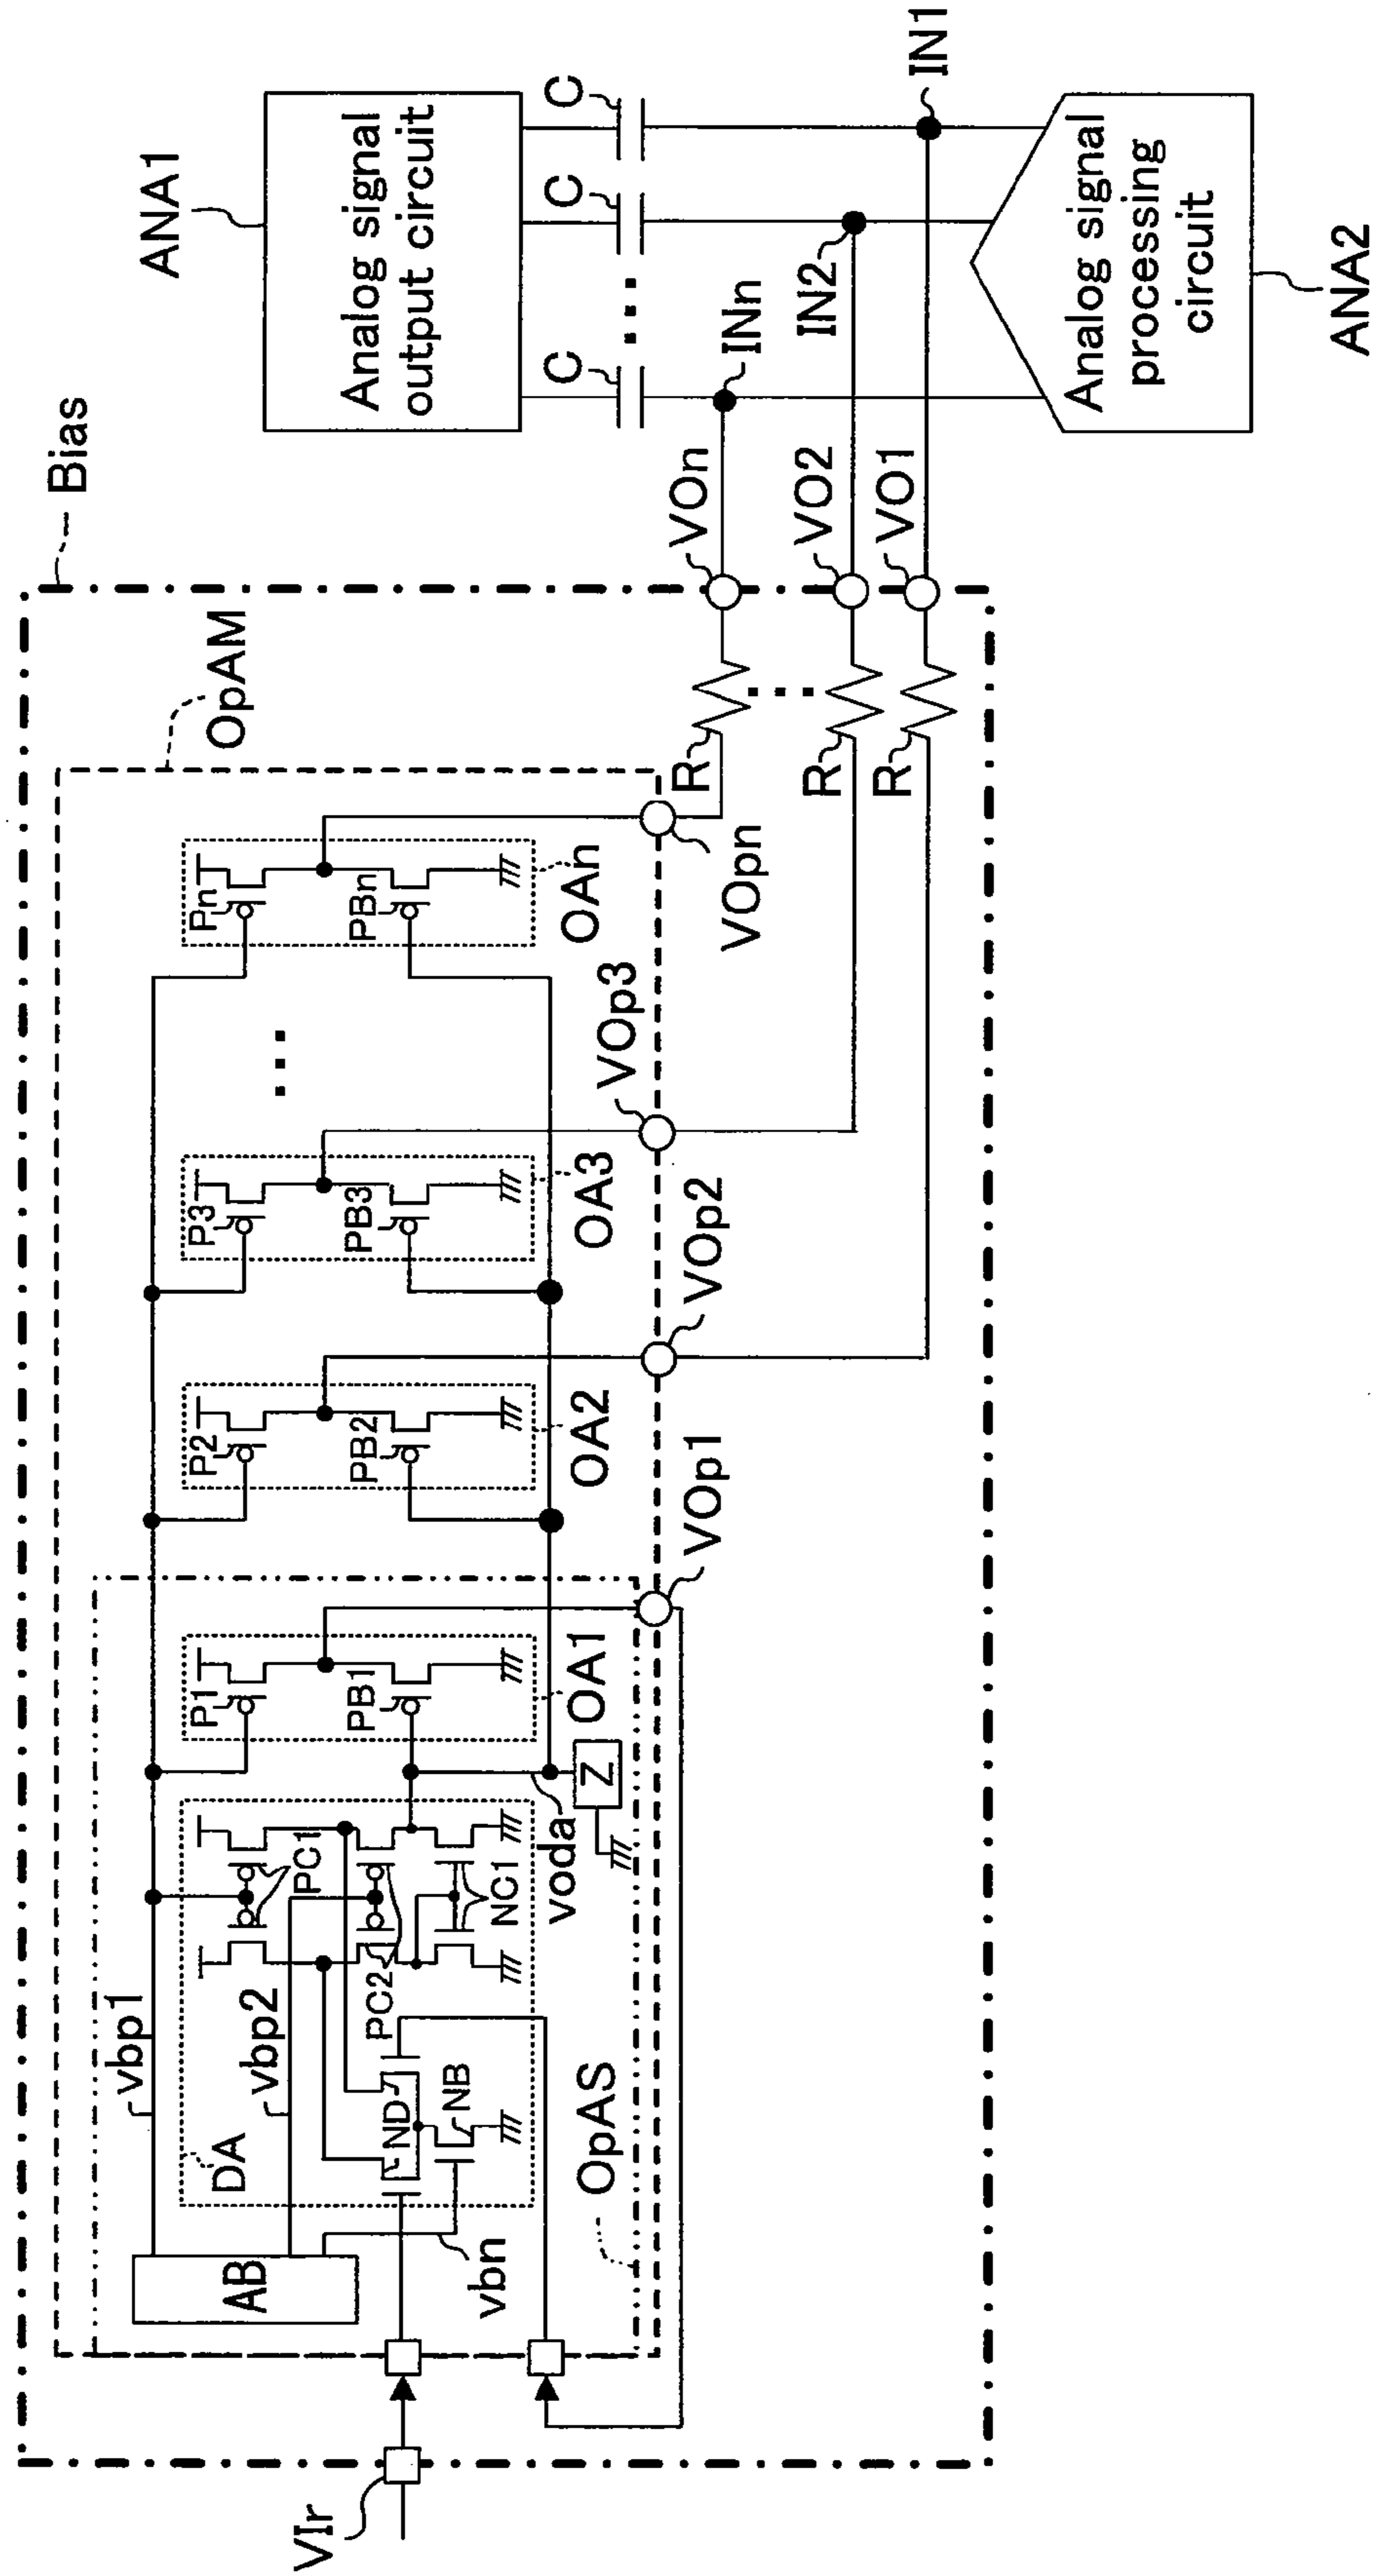 Bias
OpAM
OpAS
VIr
AB
DA
vbp1
vbp2
vbn
ND
NB
PC1
PC2
NC1
voda
Z
P1
PB1
OA1
P2
PB2
OA2
P3
PB3
OA3
...
Pn
PBn
OAn
VOp1
VOp2
VOp3
VOpn
R
...
R
R
VOn
VO2
VO1
ANA1
Analog signal
output circuit
C
...
C
C
INn
IN2
IN1
Analog signal
processing
circuit
ANA2